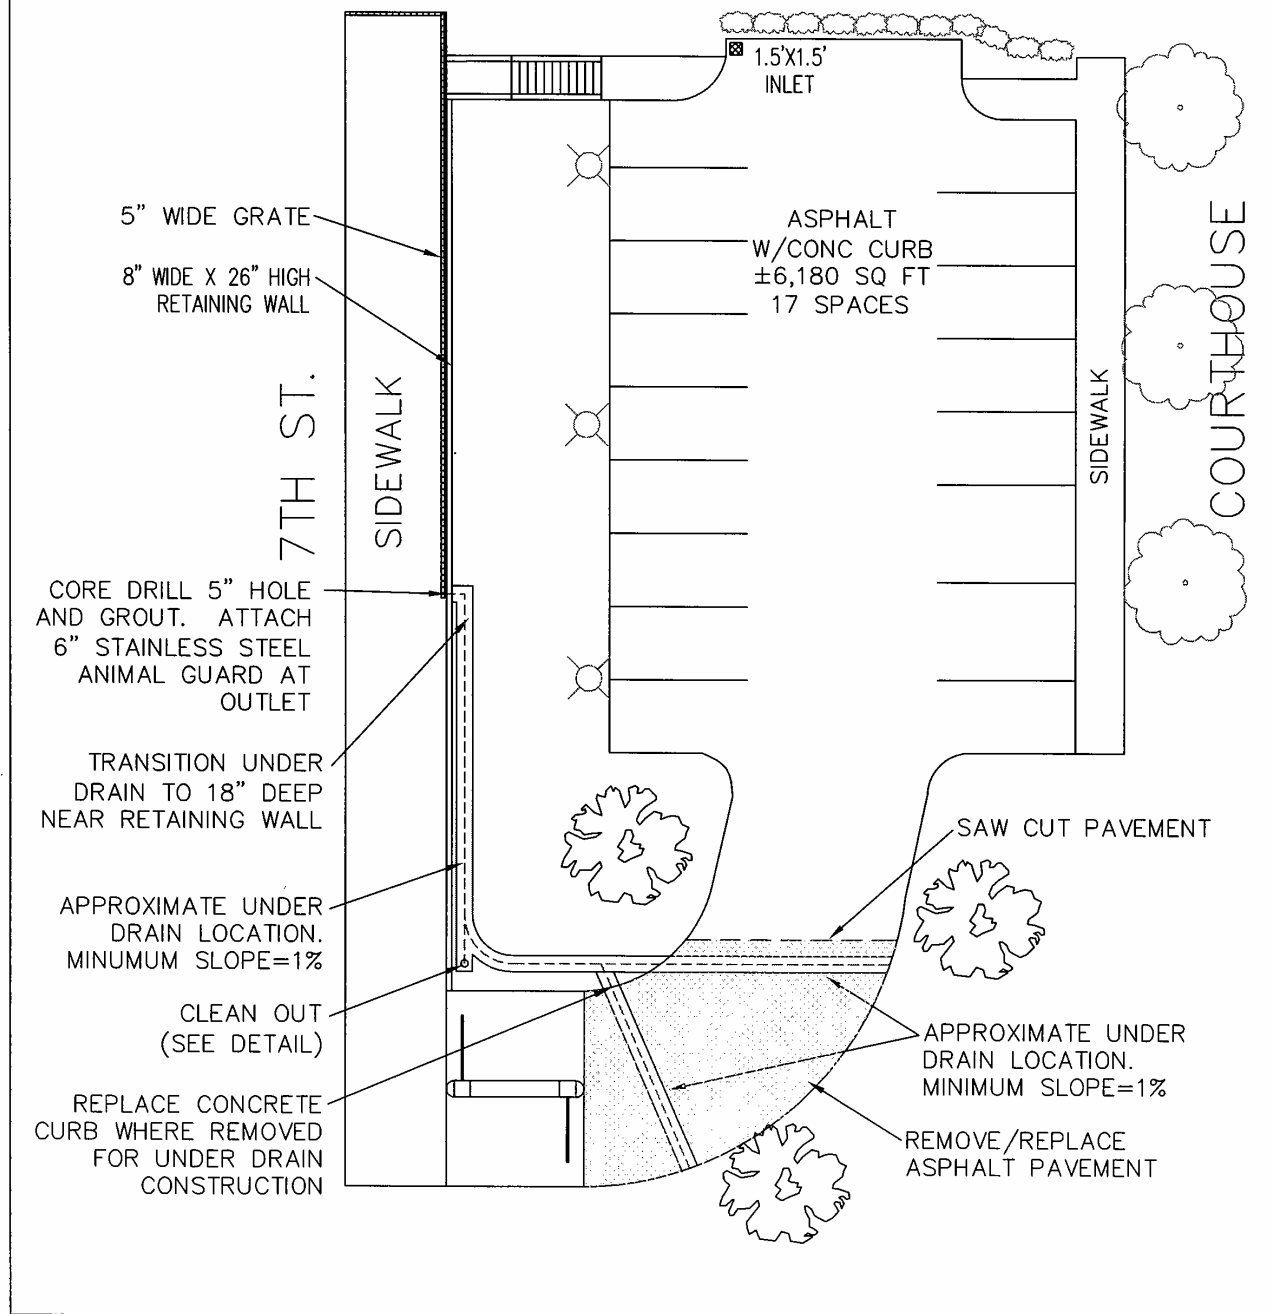 1.5'X1.5'
INLET
5" WIDE GRATE
8" WIDE X 26" HIGH
RETAINING WALL
ASPHALT
W/CONC CURB
±6,180 SQ FT
17 SPACES
7TH ST.
SIDEWALK
SIDEWALK
COURTHOUSE
CORE DRILL 5" HOLE
AND GROUT. ATTACH
6" STAINLESS STEEL
ANIMAL GUARD AT
OUTLET
TRANSITION UNDER
DRAIN TO 18" DEEP
NEAR RETAINING WALL
SAW CUT PAVEMENT
APPROXIMATE UNDER
DRAIN LOCATION.
MINUMUM SLOPE=1%
CLEAN OUT
(SEE DETAIL)
APPROXIMATE UNDER
DRAIN LOCATION.
MINIMUM SLOPE=1%
REPLACE CONCRETE
CURB WHERE REMOVED
FOR UNDER DRAIN
CONSTRUCTION
REMOVE/REPLACE
ASPHALT PAVEMENT